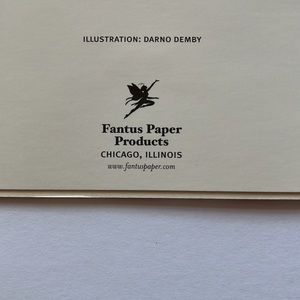 ILLUSTRATION: DARNO DEMBY
Fantus Paper
Products
CHICAGO, ILLINOIS
www.fantuspaper.com